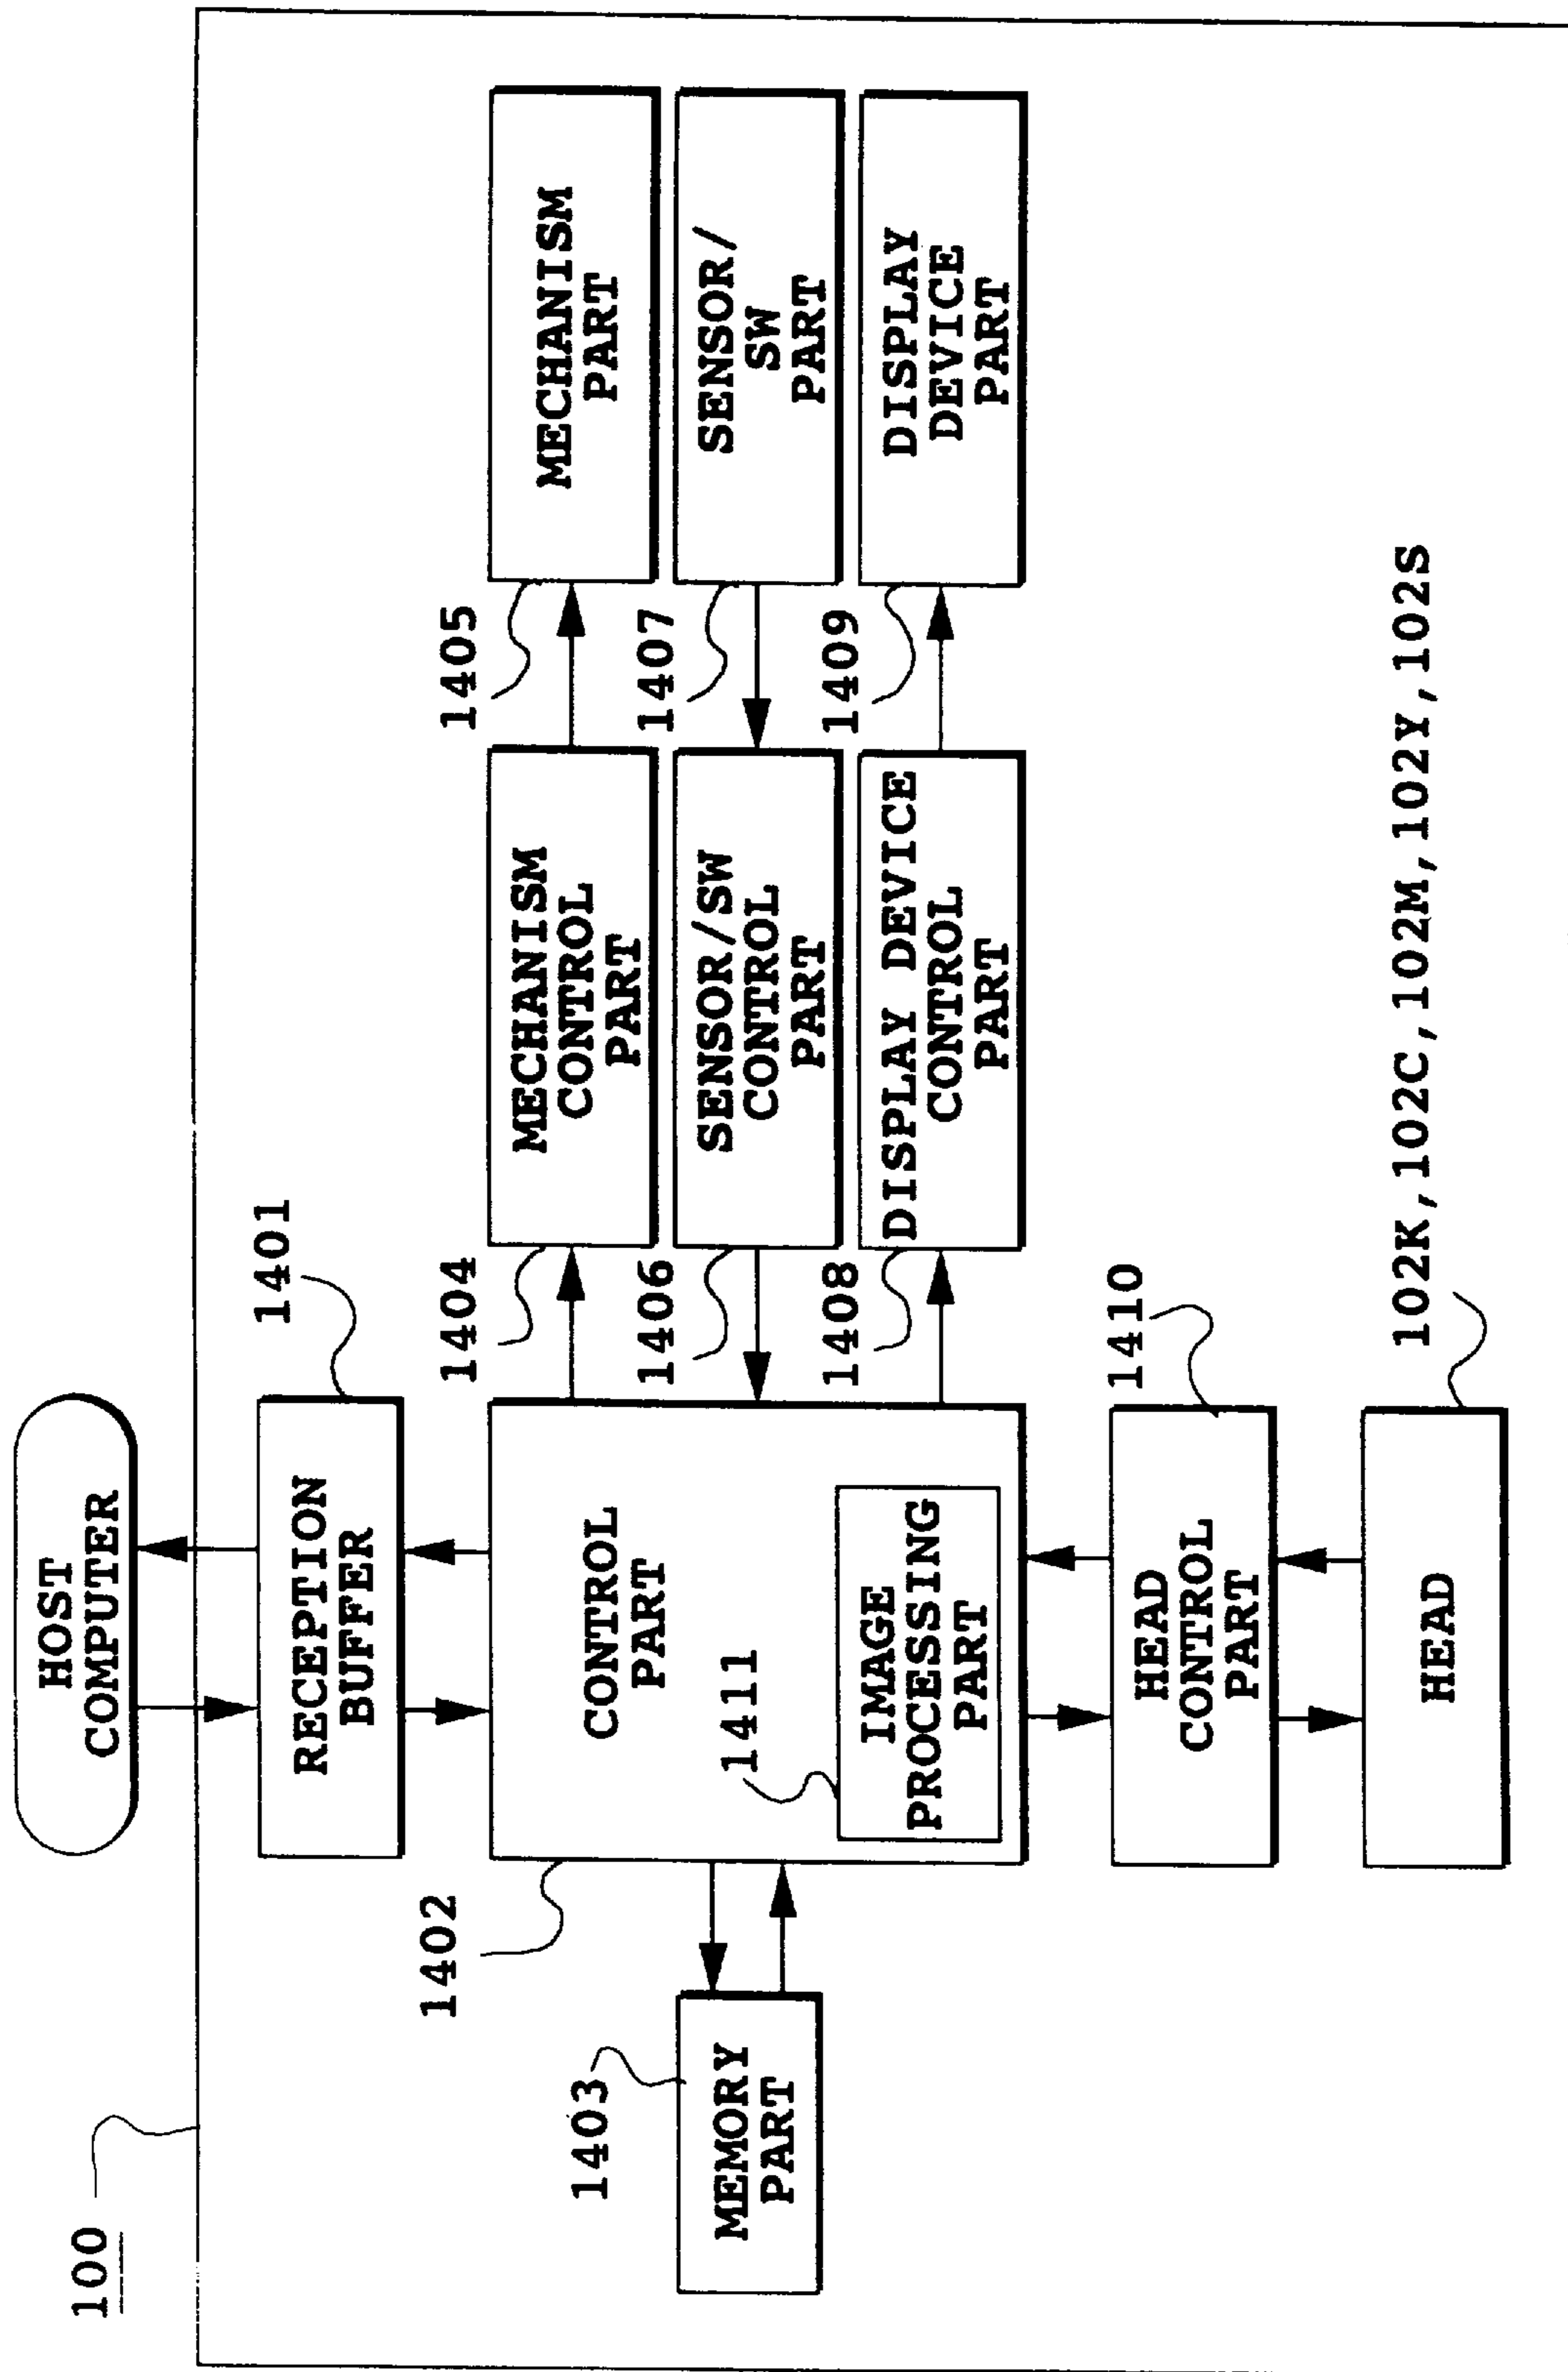 100
HOST
COMPUTER
1401
RECEPTION
BUFFER
1402
CONTROL
PART
1411
IMAGE
PROCESSING
PART
1403
MEMORY
PART
1404
MECHANISM
CONTROL
PART
1405
MECHANISM
PART
1406
SENSOR/SW
CONTROL
PART
1407
SENSOR/
SW
PART
1408
DISPLAY DEVICE
CONTROL
PART
1409
DISPLAY
DEVICE
PART
1410
HEAD
CONTROL
PART
102K,102C,102M,102Y,102S
HEAD